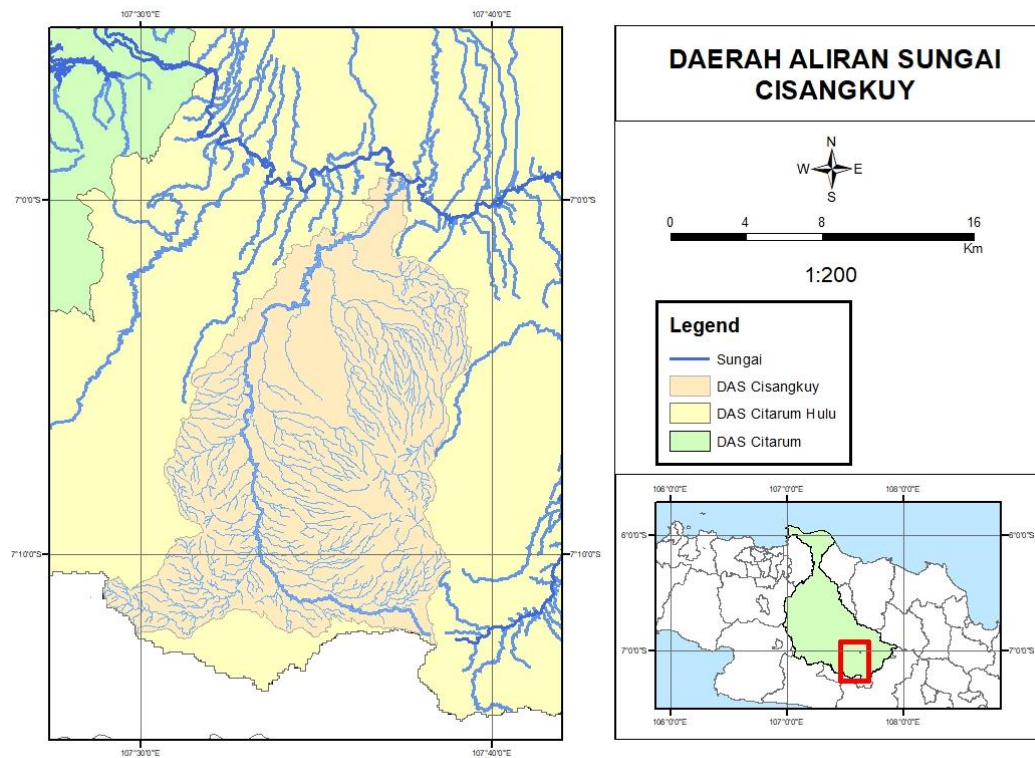 107°30'0"E
107°40'0"E
7°0'0"S
7°0'0"S
7°10'0"S
7°10'0"S
107°30'0"E
107°40'0"E
DAERAH ALIRAN SUNGAI
CISANGKUY
N
W E
S
0 4 8 16
Km
1:200
Legend
Sungai
DAS Cisangkuy
DAS Citarum Hulu
DAS Citarum
106°0'0"E
107°0'0"E
108°0'0"E
6°0'0"S
6°0'0"S
7°0'0"S
7°0'0"S
106°0'0"E
107°0'0"E
108°0'0"E